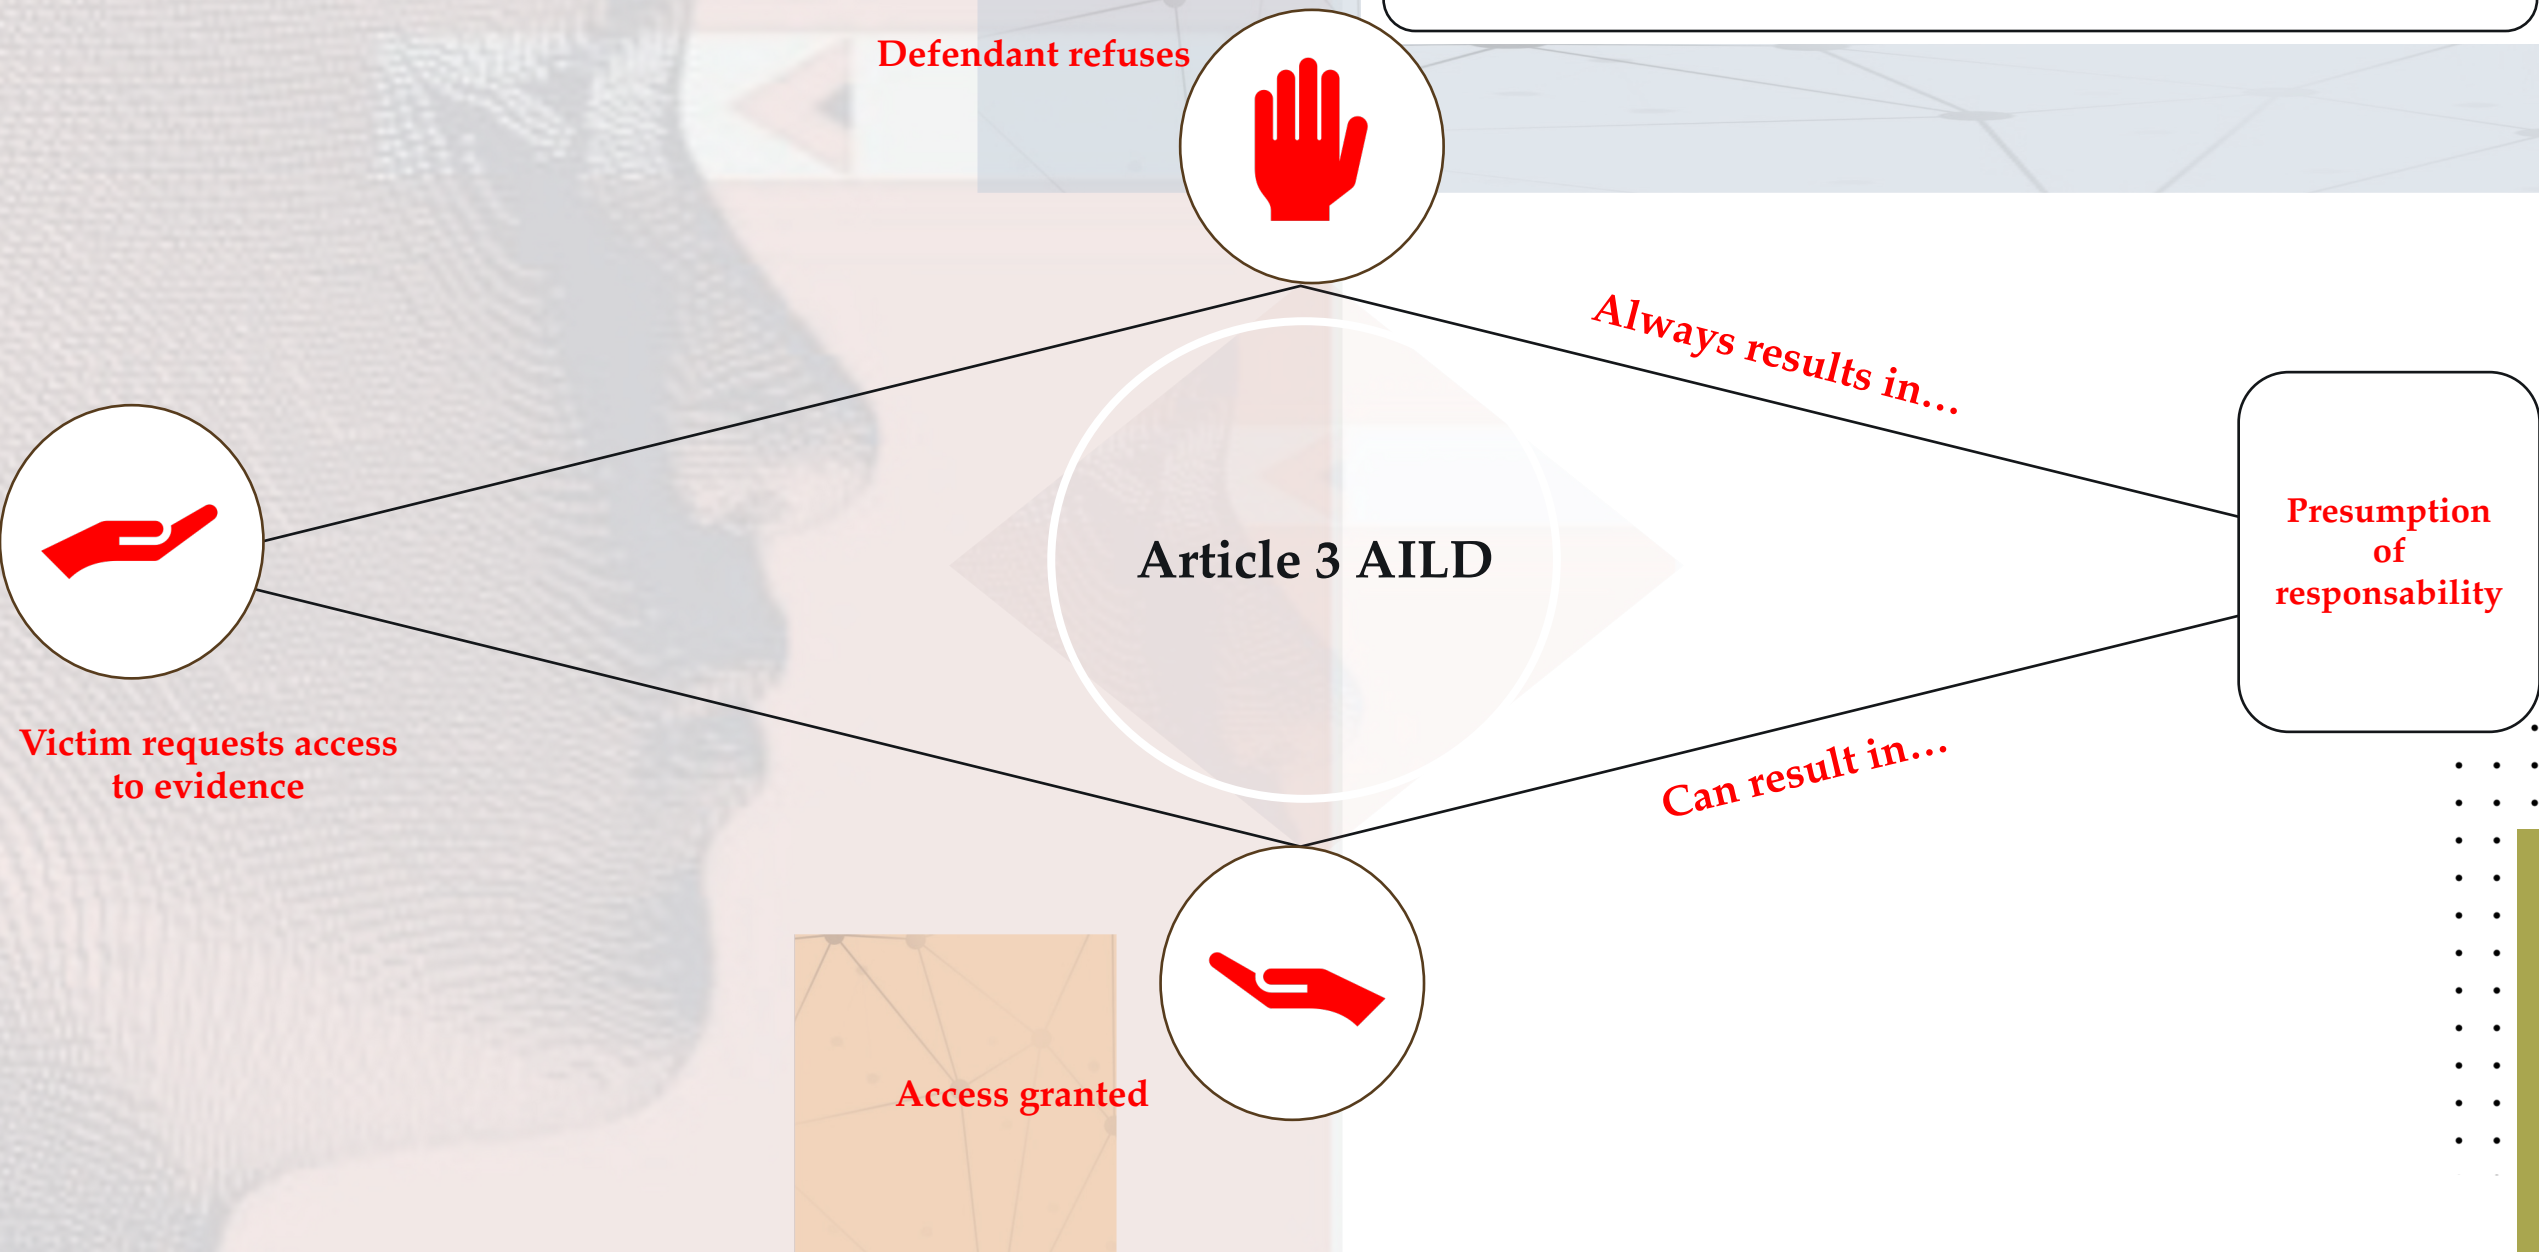 Defendant refuses
Always results in...
Article 3 AILD
Presumption
of
responsability
Victim requests access
to evidence
Can result in...
Access granted